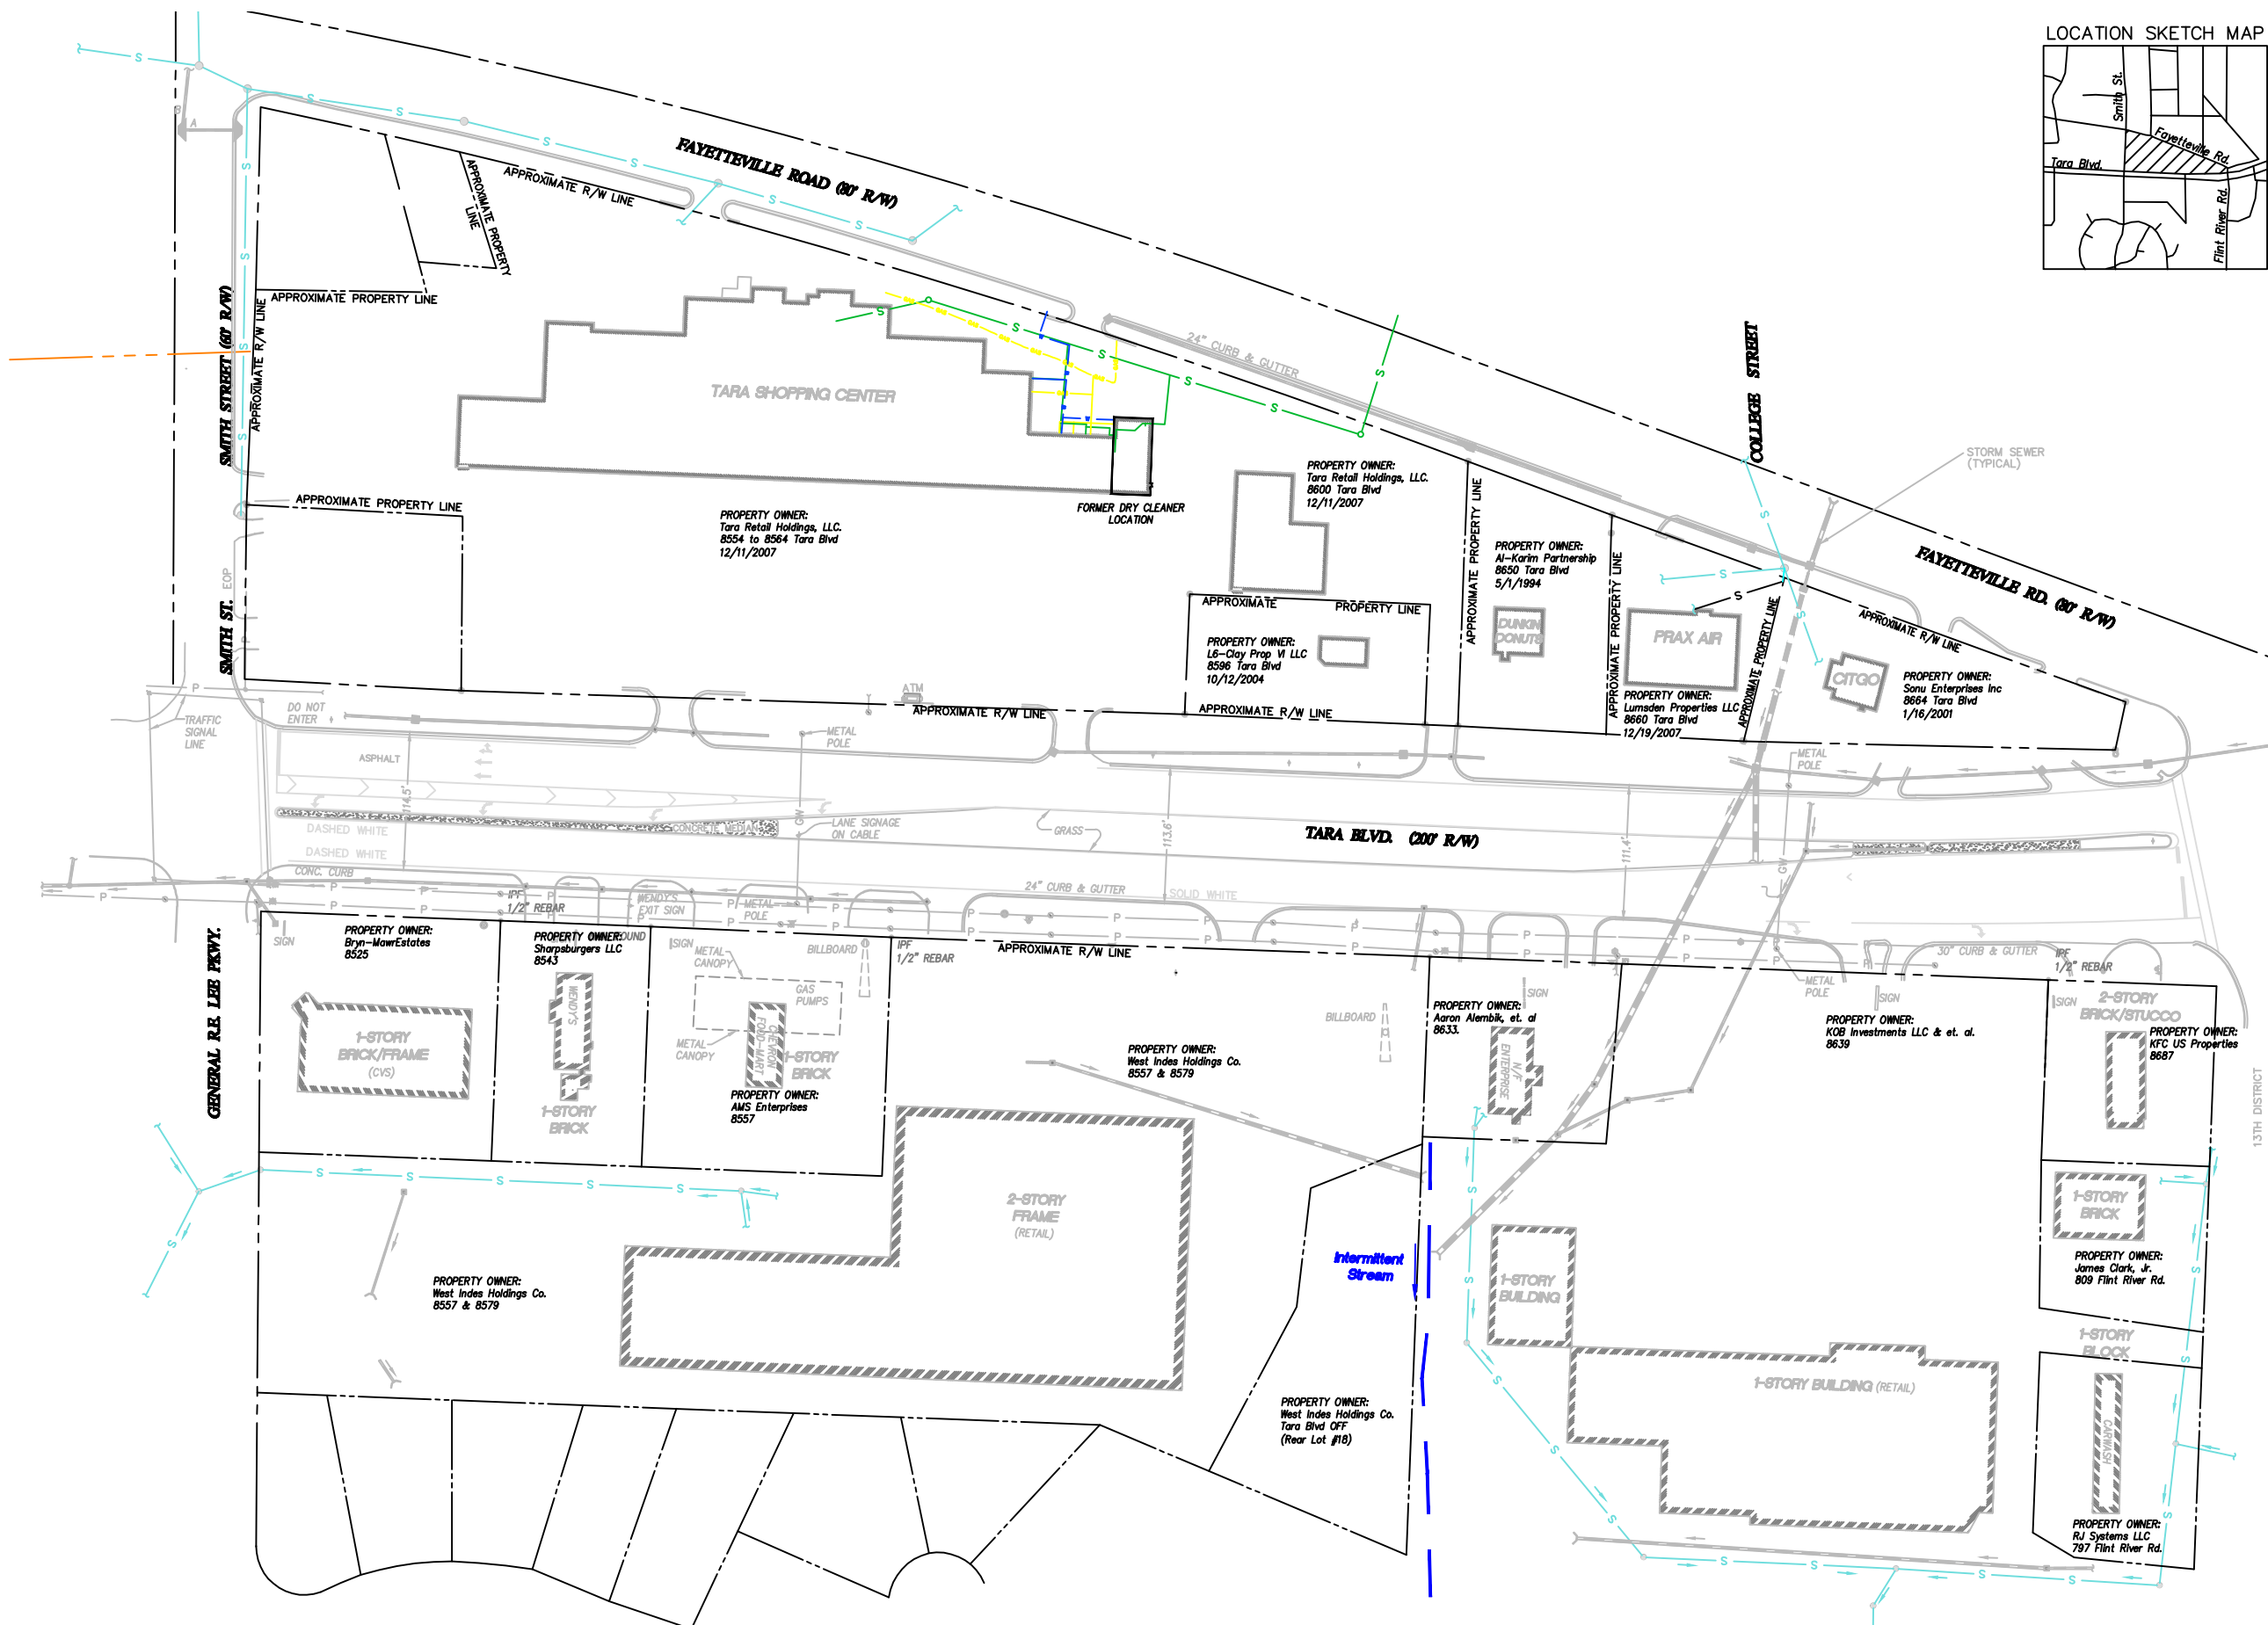 LOCATION SKETCH MAP
Smith St.
Fayetteville Rd.
Tara Blvd.
Flint River Rd.
FAYETTEVILLE ROAD (80' R/W)
APPROXIMATE R/W LINE
APPROXIMATE PROPERTY
LINE
B
A
APPROXIMATE PROPERTY LINE
SMITH STREET (60' R/W)
APPROXIMATE R/W LINE
TARA SHOPPING CENTER
24" CURB & GUTTER
COLLEGE STREET
STORM SEWER
(TYPICAL)
APPROXIMATE PROPERTY LINE
FORMER DRY CLEANER
LOCATION
PROPERTY OWNER:
Tara Retail Holdings, LLC.
8554 to 8564 Tara Blvd
12/11/2007
PROPERTY OWNER:
Tara Retail Holdings, LLC.
8600 Tara Blvd
12/11/2007
APPROXIMATE PROPERTY LINE
PROPERTY OWNER:
Al-Karim Partnership
8650 Tara Blvd
5/1/1994
DUNKIN
DONUTS
APPROXIMATE PROPERTY LINE
PRAX AIR
APPROXIMATE PROPERTY LINE
FAYETTEVILLE RD. (80' R/W)
APPROXIMATE R/W LINE
CITGO
PROPERTY OWNER:
Sonu Enterprises Inc
8664 Tara Blvd
1/16/2001
APPROXIMATE PROPERTY LINE
PROPERTY OWNER:
L6-Clay Prop VI LLC
8596 Tara Blvd
10/12/2004
PROPERTY OWNER:
Lumsden Properties LLC
8660 Tara Blvd
12/19/2007
EOP
SMITH ST.
P
TRAFFIC
SIGNAL
LINE
DO NOT
ENTER
ATM
APPROXIMATE R/W LINE
APPROXIMATE R/W LINE
METAL
POLE
METAL
POLE
ASPHALT
114.5'
GW
113.6'
111.4'
GW
CONCRETE MEDIAN
LANE SIGNAGE
ON CABLE
GRASS
TARA BLVD. (200' R/W)
DASHED WHITE
DASHED WHITE
CONC. CURB
24" CURB & GUTTER
SOLID WHITE
IPF
1/2" REBAR
WENDY'S
EXIT SIGN
METAL
POLE
SIGN
PROPERTY OWNER:
Bryn-MawrEstates
8525
PROPERTY OWNER:
Sharpsburgers LLC
8543
SIGN
METAL
CANOPY
BILLBOARD
IPF
1/2" REBAR
APPROXIMATE R/W LINE
30" CURB & GUTTER
IPF
1/2" REBAR
GENERAL R.E. LEE PKWY.
1-STORY
BRICK/FRAME
(CVS)
WENDY'S
1-STORY
BRICK
GAS
PUMPS
METAL
CANOPY
CHEVRON
FOOD-MART
1-STORY
BRICK
PROPERTY OWNER:
AMS Enterprises
8557
PROPERTY OWNER:
West Indes Holdings Co.
8557 & 8579
BILLBOARD
PROPERTY OWNER:
Aaron Alembik, et. al
8633.
SIGN
N/F
ENTERPRISE
METAL
POLE
SIGN
PROPERTY OWNER:
KOB Investments LLC & et. al.
8639
SIGN
2-STORY
BRICK/STUCCO
PROPERTY OWNER:
KFC US Properties
8687
13TH DISTRICT
2-STORY
FRAME
(RETAIL)
PROPERTY OWNER:
West Indes Holdings Co.
8557 & 8579
Intermittent
Stream
1-STORY
BUILDING
1-STORY
BRICK
PROPERTY OWNER:
James Clark, Jr.
809 Flint River Rd.
1-STORY
BLOCK
1-STORY BUILDING (RETAIL)
CARWASH
PROPERTY OWNER:
West Indes Holdings Co.
Tara Blvd OFF
(Rear Lot #18)
PROPERTY OWNER:
RJ Systems LLC
797 Flint River Rd.